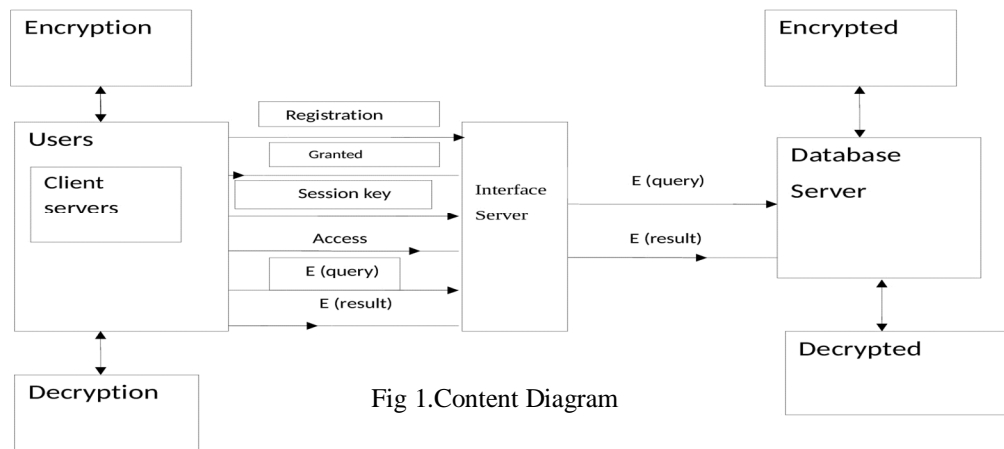 Encryption
Encrypted
Users
Client
servers
Registration
Granted
Session key
Access
E (query)
E (result)
Interface
Server
E (query)
E (result)
Database
Server
Decryption
Decrypted
Fig 1.Content Diagram